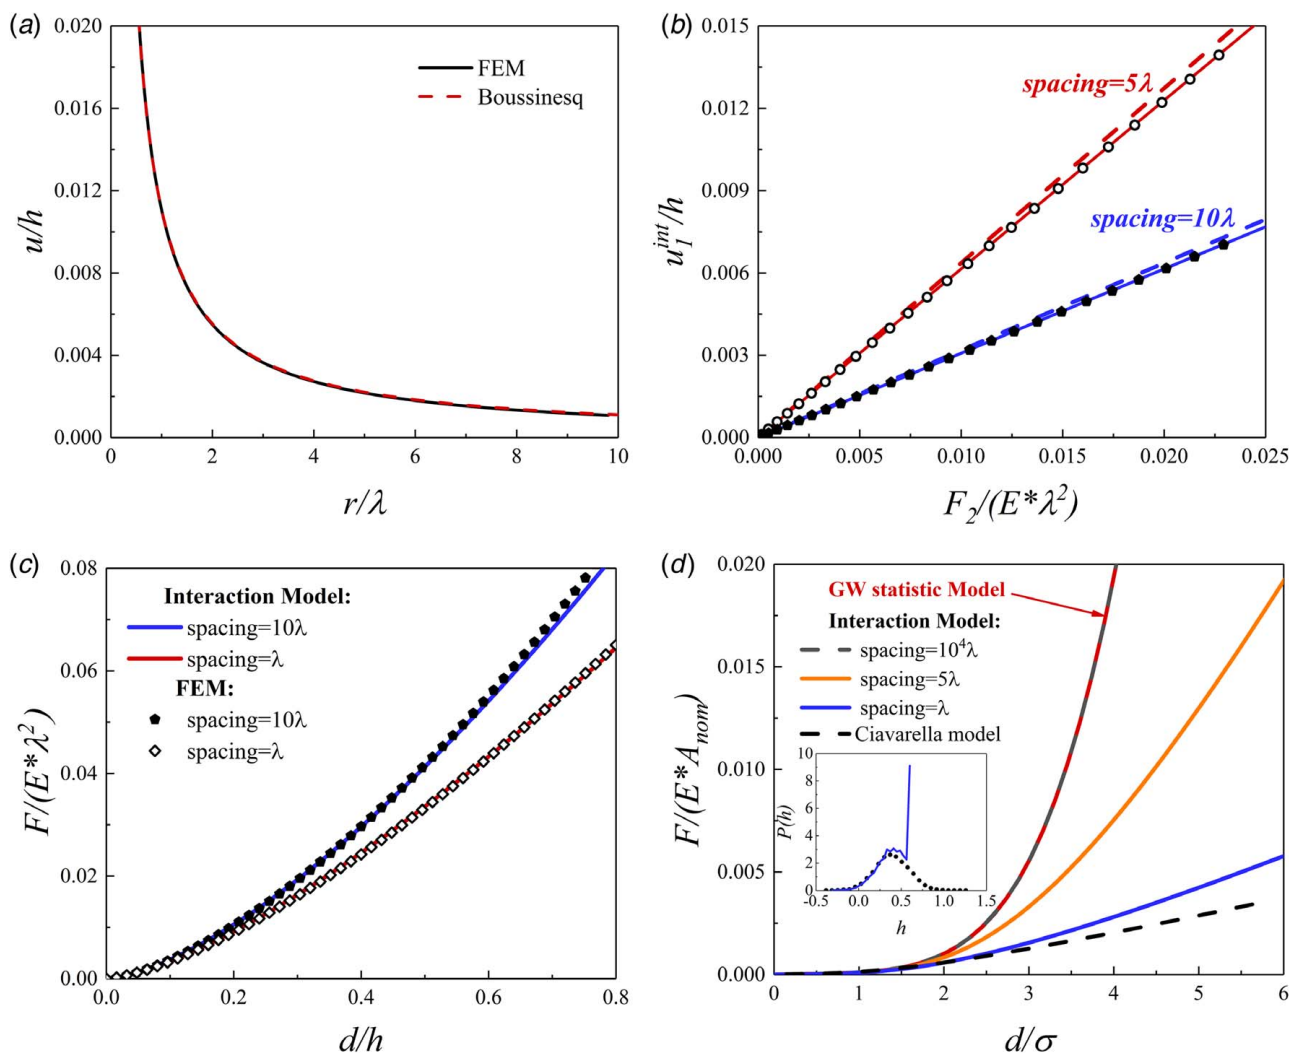 (a)
0.020
0.016
0.012
0.008
0.004
0.000
u/h
FEM
Boussinesq
2
4
6
8
10
r/λ
(b)
0.015
0.012
0.009
0.006
0.003
0.000
u₁ⁱⁿᵗ/h
spacing=5λ
spacing=10λ
0.000
0.005
0.010
0.015
0.020
0.025
F₂/(E*λ²)
(c)
0.08
0.06
0.04
0.02
0.00
F/(E*λ²)
Interaction Model:
spacing=10λ
spacing=λ
FEM:
spacing=10λ
spacing=λ
0.0
0.2
0.4
0.6
0.8
d/h
(d)
0.020
0.015
0.010
0.005
0.000
F/(E*Aₙₒₘ)
GW statistic Model
Interaction Model:
spacing=10⁴λ
spacing=5λ
spacing=λ
Ciavarella model
10
8
6
4
2
0
P(h)
-0.5
0.0
0.5
1.0
1.5
h
0
1
2
3
4
5
6
d/σ